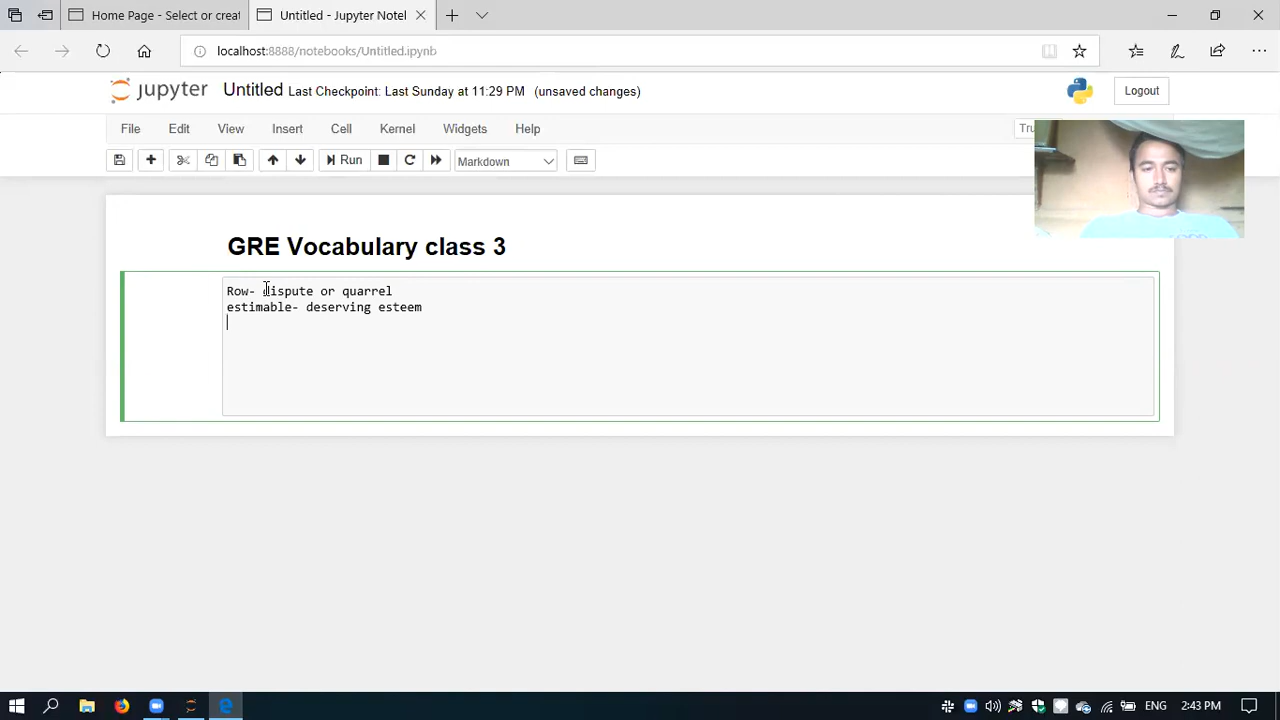 Home Page - Select or creat
Untitled - Jupyter Notel
localhost:8888/notebooks/Untitled.ipynb
jupyter Untitled Last Checkpoint: Last Sunday at 11:29 PM (unsaved changes)
Logout
File Edit View Insert Cell Kernel Widgets Help
Tru
Run Markdown
GRE Vocabulary class 3
Row- dispute or quarrel
estimable- deserving esteem
ENG 2:43 PM